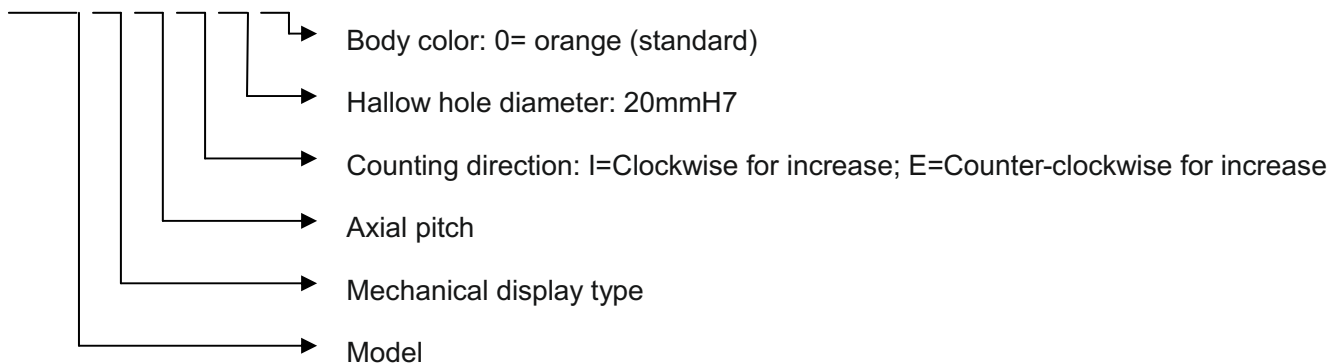 Body color: 0= orange (standard)
Hallow hole diameter: 20mmH7
Counting direction: I=Clockwise for increase; E=Counter-clockwise for increase
Axial pitch
Mechanical display type
Model